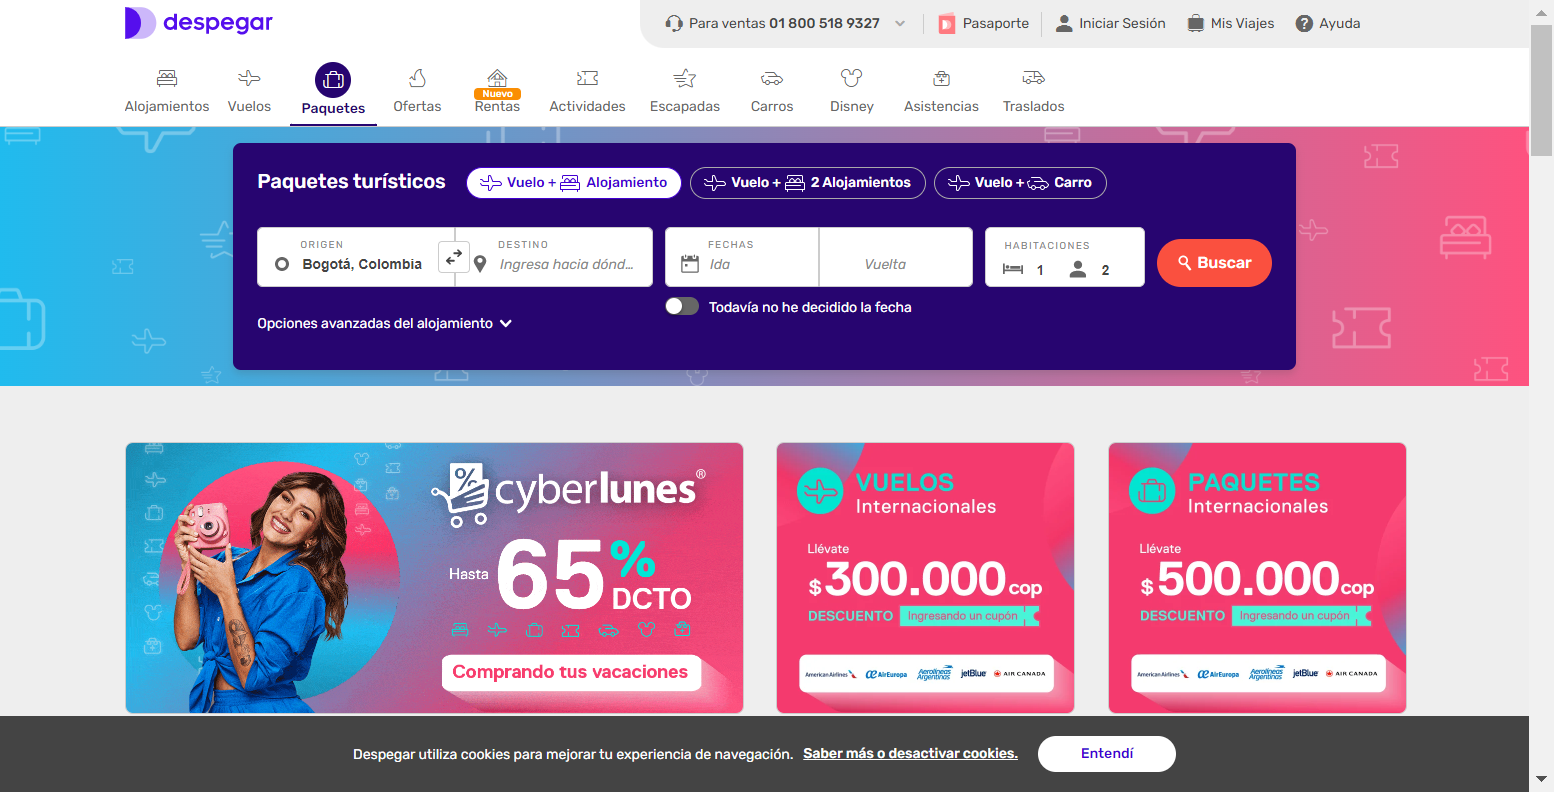 despegar
Para ventas 01 800 518 9327
Pasaporte
Iniciar Sesión
Mis Viajes
Ayuda
Alojamientos
Vuelos
Paquetes
Ofertas
Nuevo
Rentas
Actividades
Escapadas
Carros
Disney
Asistencias
Traslados
Paquetes turísticos
Vuelo + Alojamiento
Vuelo + 2 Alojamientos
Vuelo + Carro
ORIGEN
Bogotá, Colombia
DESTINO
Ingresa hacia dónd...
FECHAS
Ida
Vuelta
HABITACIONES
1
2
Buscar
Todavía no he decidido la fecha
Opciones avanzadas del alojamiento
% cyberlunes®
Hasta 65% DCTO
Comprando tus vacaciones
VUELOS
Internacionales
Llévate
$300.000cop
DESCUENTO Ingresando un cupón
American Airlines AirEuropa Aerolíneas Argentinas jetBlue AIR CANADA
PAQUETES
Internacionales
Llévate
$500.000cop
DESCUENTO Ingresando un cupón
American Airlines AirEuropa Aerolíneas Argentinas jetBlue AIR CANADA
Despegar utiliza cookies para mejorar tu experiencia de navegación. Saber más o desactivar cookies.
Entendí